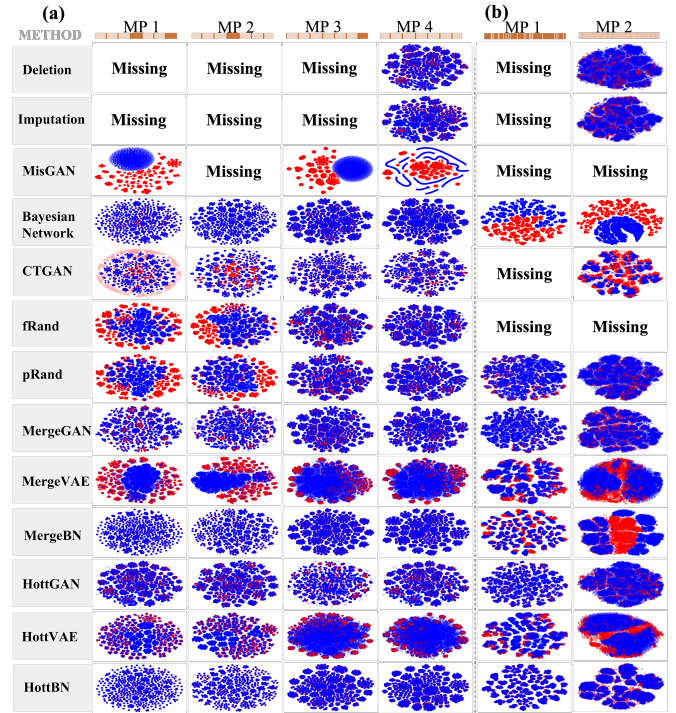 (a) (b)
METHOD MP 1 MP 2 MP 3 MP 4 MP 1 MP 2
Deletion Missing Missing Missing Missing
Imputation Missing Missing Missing Missing
MisGAN Missing Missing Missing
Bayesian
Network
CTGAN Missing
fRand Missing Missing
pRand
MergeGAN
MergeVAE
MergeBN
HottGAN
HottVAE
HottBN